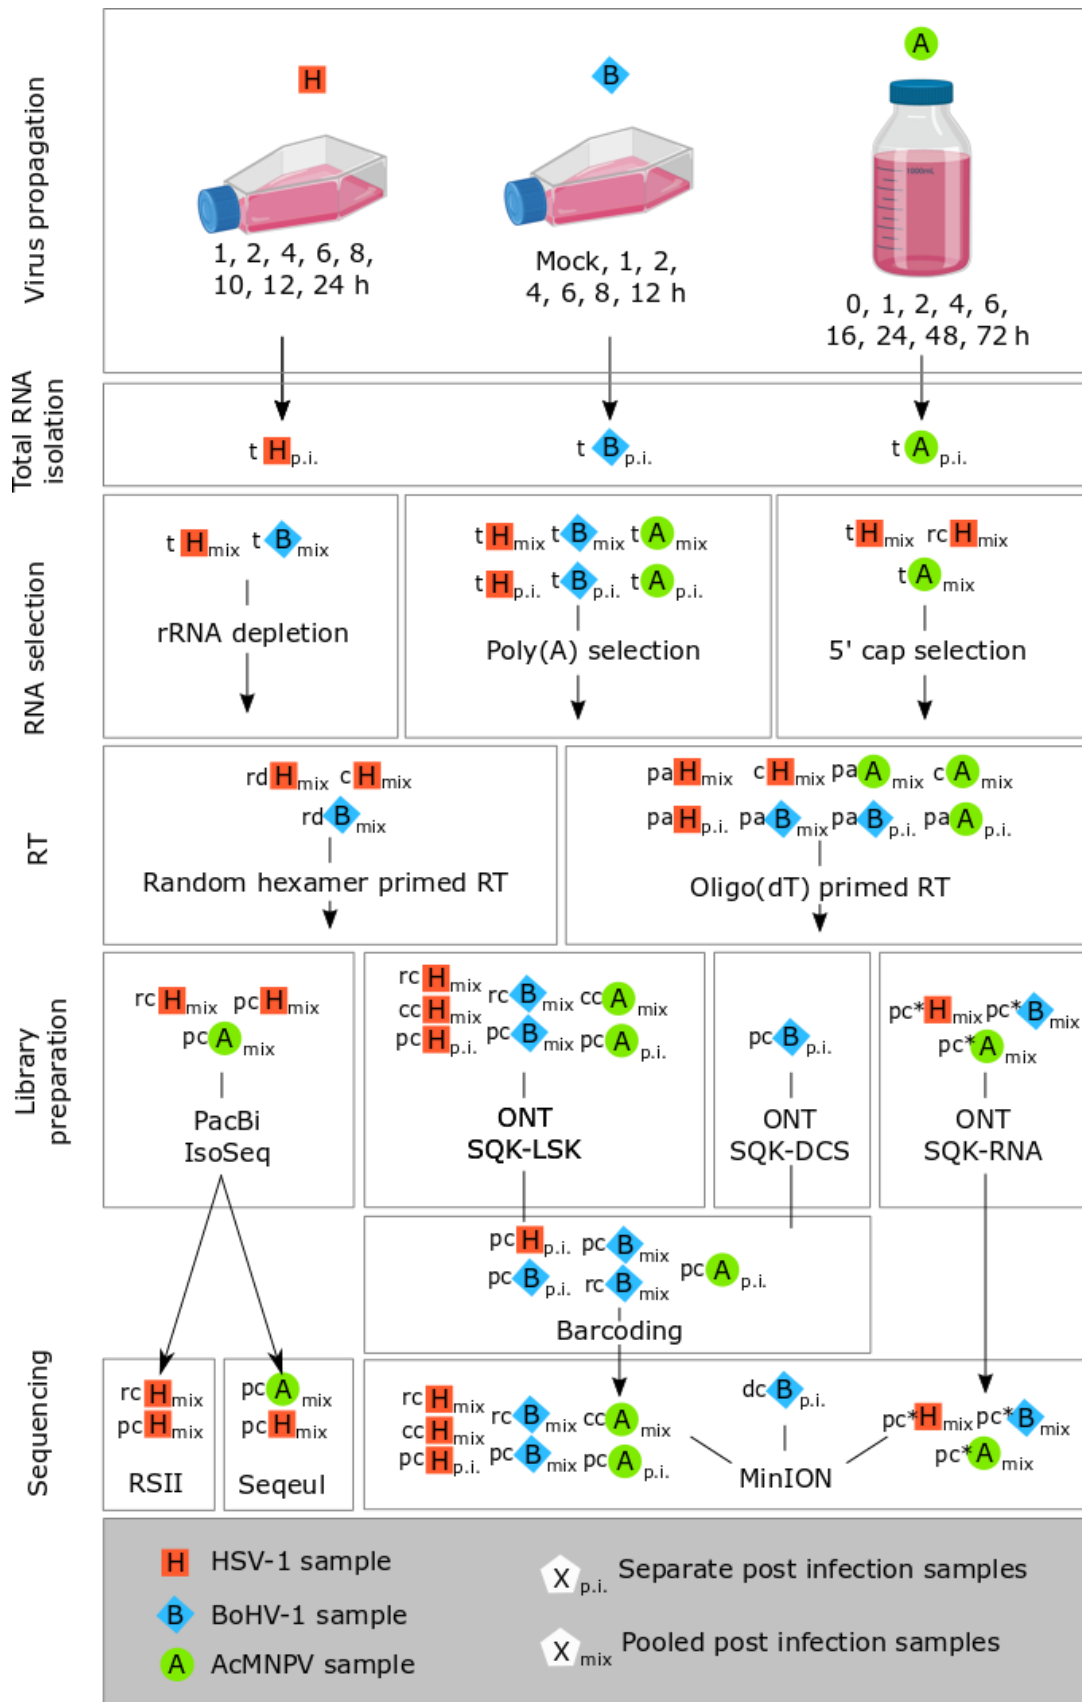 Virus propagation
H
B
A
1000mL
1, 2, 4, 6, 8,
10, 12, 24 h
Mock, 1, 2,
4, 6, 8, 12 h
0, 1, 2, 4, 6,
16, 24, 48, 72 h
Total RNA
isolation
t H p.i.
t B p.i.
t A p.i.
RNA selection
t H mix t B mix
rRNA depletion
t H mix t B mix t A mix
t H p.i. t B p.i. t A p.i.
Poly(A) selection
t H mix rc H mix
t A mix
5' cap selection
RT
rd H mix c H mix
rd B mix
Random hexamer primed RT
pa H mix c H mix pa A mix c A mix
pa H p.i. pa B mix pa B p.i. pa A p.i.
Oligo(dT) primed RT
Library
preparation
rc H mix pc H mix
pc A mix
PacBi
IsoSeq
rc H mix rc B mix cc A mix
cc H mix
pc H p.i. pc B mix pc A p.i.
ONT
SQK-LSK
pc B p.i.
ONT
SQK-DCS
pc* H mix pc* B mix
pc* A mix
ONT
SQK-RNA
pc H p.i. pc B mix pc A p.i.
pc B p.i. rc B mix
Barcoding
Sequencing
rc H mix
pc H mix
RSII
pc A mix
pc H mix
Seqeul
rc H mix rc B mix cc A mix
cc H mix
pc H p.i. pc B mix pc A p.i.
dc B p.i.
MinION
pc* H mix pc* B mix
pc* A mix
H HSV-1 sample
B BoHV-1 sample
A AcMNPV sample
X p.i. Separate post infection samples
X mix Pooled post infection samples